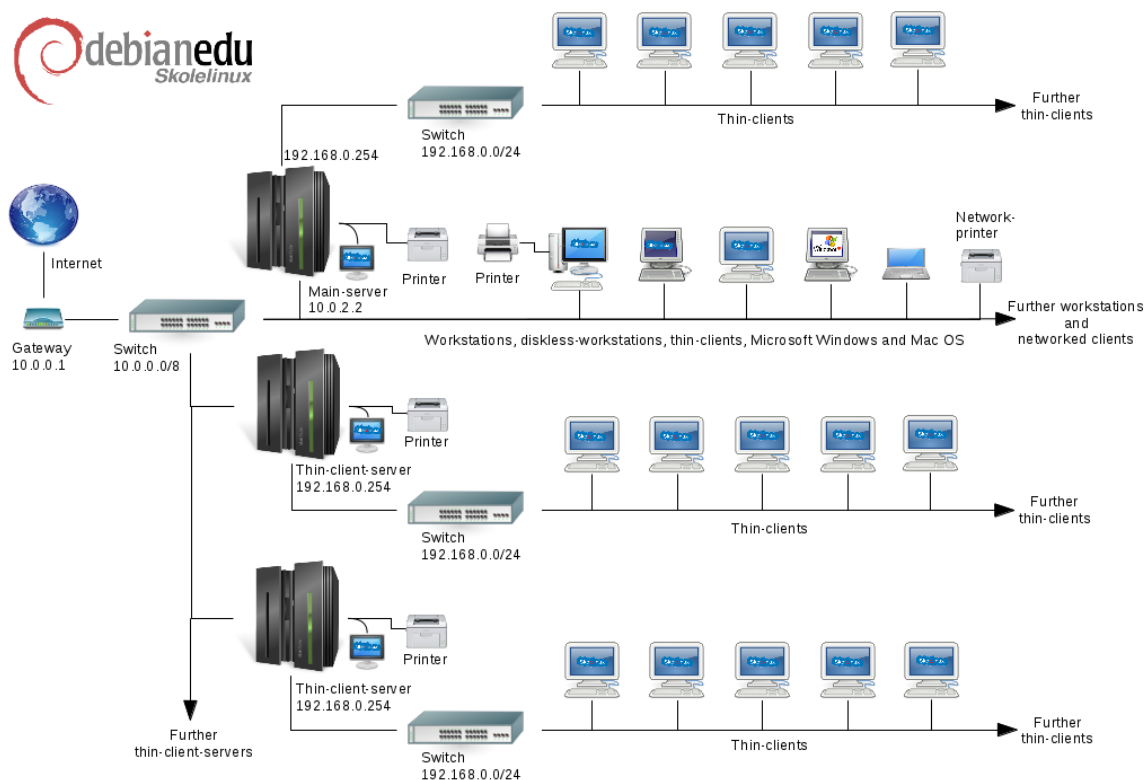 debianedu
Skolelinux
Further
thin-clients
Thin-clients
Switch
192.168.0.0/24
192.168.0.254
Internet
Printer
Printer
Network-
printer
Main-server
10.0.2.2
Gateway
10.0.0.1
Switch
10.0.0.0/8
Workstations, diskless-workstations, thin-clients, Microsoft Windows and Mac OS
Further workstations
and
networked clients
Printer
Thin-client-server
192.168.0.254
Switch
192.168.0.0/24
Thin-clients
Further
thin-clients
Printer
Thin-client-server
192.168.0.254
Switch
192.168.0.0/24
Thin-clients
Further
thin-clients
Further
thin-client-servers